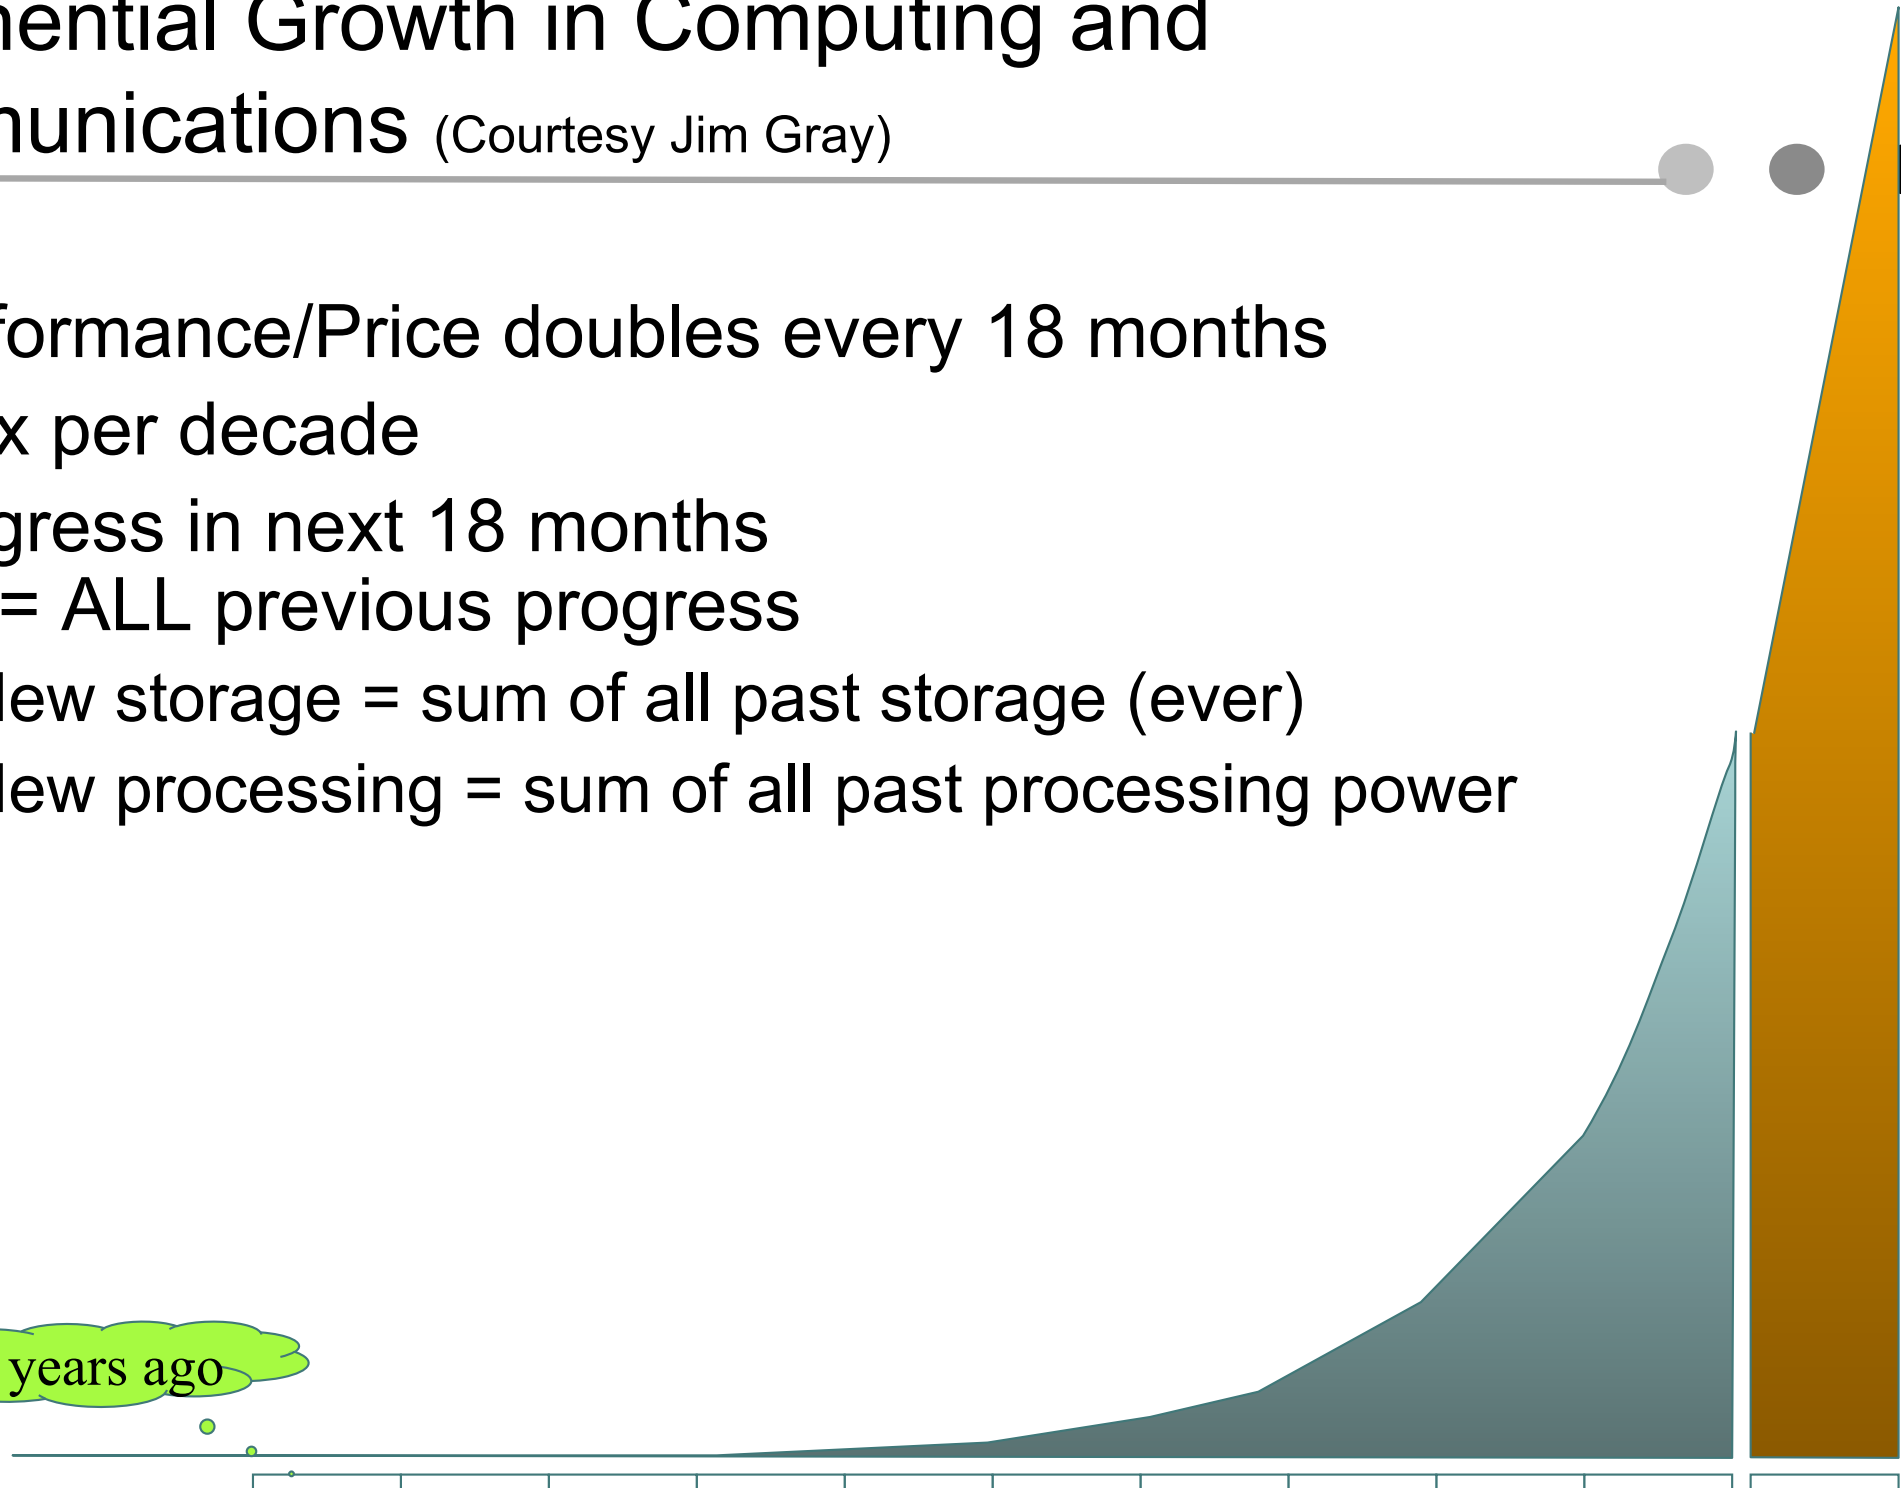 nential Growth in Computing and
nunications (Courtesy Jim Gray)
formance/Price doubles every 18 months
x per decade
gress in next 18 months
= ALL previous progress
lew storage = sum of all past storage (ever)
lew processing = sum of all past processing power
years ago